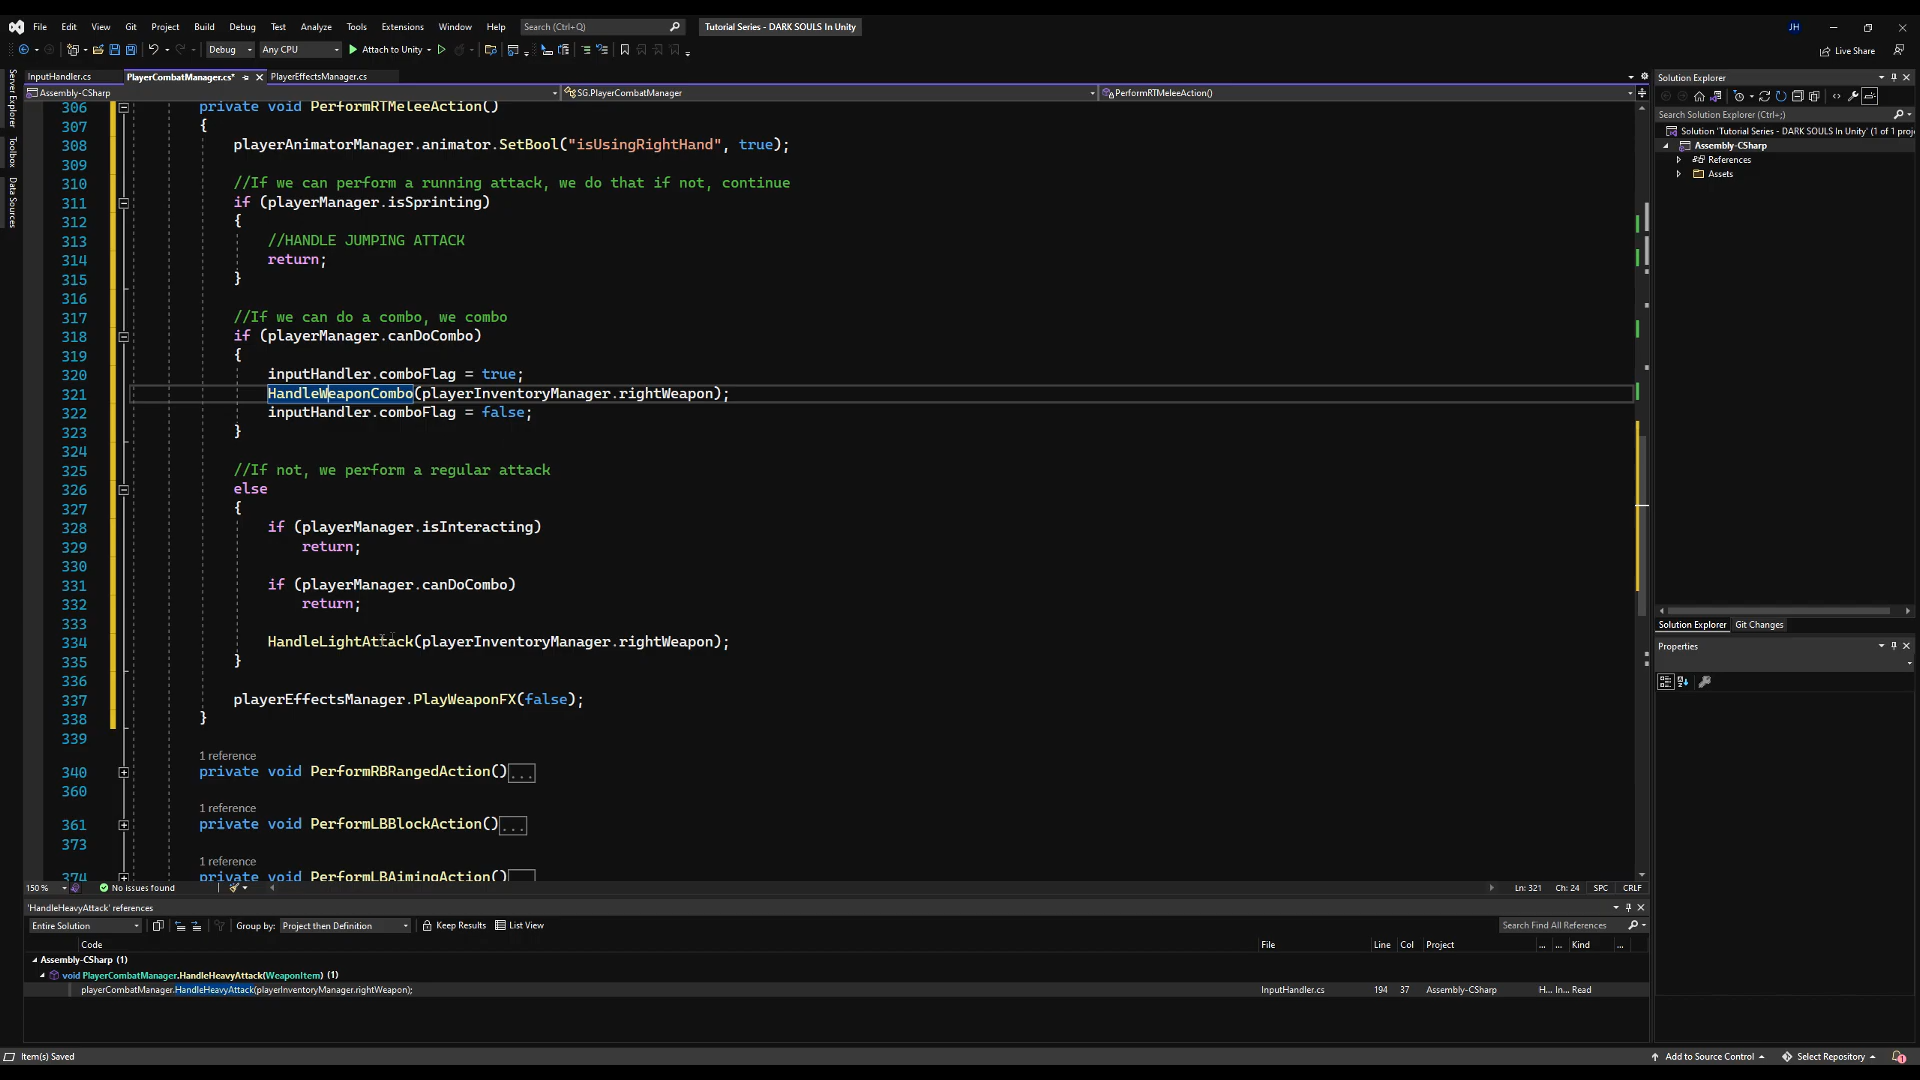 File Edit View Git Project Build Debug Test Analyze Tools Extensions Window Help Search (Ctrl+Q) Tutorial Series - DARK SOULS In Unity JH
Debug Any CPU Attach to Unity Live Share
InputHandler.cs PlayerCombatManager.cs* PlayerEffectsManager.cs
Assembly-CSharp SG.PlayerCombatManager PerformRTMeleeAction()
Server Explorer
Toolbox
Data Sources
306 private void PerformRTMeleeAction()
307 {
308 playerAnimatorManager.animator.SetBool("isUsingRightHand", true);
309
310 //If we can perform a running attack, we do that if not, continue
311 if (playerManager.isSprinting)
312 {
313 //HANDLE JUMPING ATTACK
314 return;
315 }
316
317 //If we can do a combo, we combo
318 if (playerManager.canDoCombo)
319 {
320 inputHandler.comboFlag = true;
321 HandleWeaponCombo(playerInventoryManager.rightWeapon);
322 inputHandler.comboFlag = false;
323 }
324
325 //If not, we perform a regular attack
326 else
327 {
328 if (playerManager.isInteracting)
329 return;
330
331 if (playerManager.canDoCombo)
332 return;
333
334 HandleLightAttack(playerInventoryManager.rightWeapon);
335 }
336
337 playerEffectsManager.PlayWeaponFX(false);
338 }
339
1 reference
340 private void PerformRBRangedAction()...
360
1 reference
361 private void PerformLBBlockAction()...
373
1 reference
374 private void PerformLBAimingAction()...
150 % No issues found Ln: 321 Ch: 24 SPC CRLF
'HandleHeavyAttack' references
Entire Solution Group by: Project then Definition Keep Results List View Search Find All References
Code File Line Col Project ... ... Kind ...
Assembly-CSharp (1)
void PlayerCombatManager.HandleHeavyAttack(WeaponItem) (1)
playerCombatManager.HandleHeavyAttack(playerInventoryManager.rightWeapon); InputHandler.cs 194 37 Assembly-CSharp H... In... Read
Solution Explorer
Search Solution Explorer (Ctrl+;)
Solution 'Tutorial Series - DARK SOULS In Unity' (1 of 1 proj
Assembly-CSharp
References
Assets
Solution Explorer Git Changes
Properties
Item(s) Saved Add to Source Control Select Repository 1